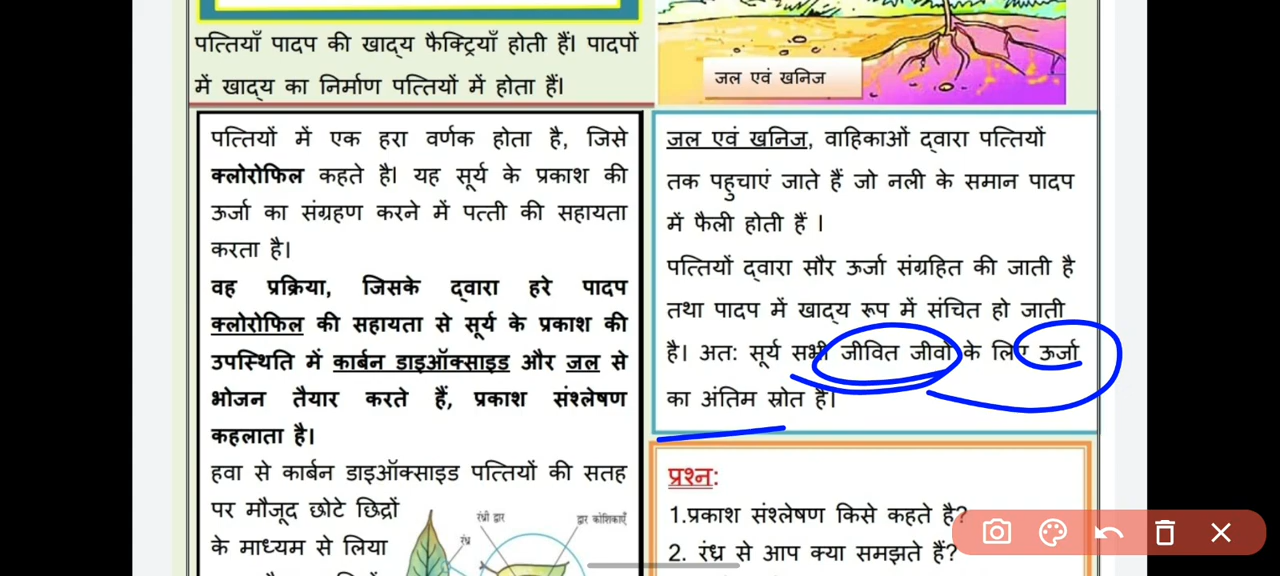 पत्तियाँ पादप की खाद्य फैक्ट्रियाँ होती हैं। पादपों
में खाद्य का निर्माण पत्तियों में होता हैं।
जल एवं खनिज
पत्तियों में एक हरा वर्णक होता है, जिसे
क्लोरोफिल कहते है। यह सूर्य के प्रकाश की
ऊर्जा का संग्रहण करने में पत्ती की सहायता
करता है।
वह प्रक्रिया, जिसके द्वारा हरे पादप
क्लोरोफिल की सहायता से सूर्य के प्रकाश की
उपस्थिति में कार्बन डाइऑक्साइड और जल से
भोजन तैयार करते हैं, प्रकाश संश्लेषण
कहलाता है।
हवा से कार्बन डाइऑक्साइड पत्तियों की सतह
पर मौजूद छोटे छिद्रों
के माध्यम से लिया
रंध्री द्वार
द्वार कोशिकाएँ
रंध्र
जल एवं खनिज, वाहिकाओं द्वारा पत्तियों
तक पहुचाएं जाते हैं जो नली के समान पादप
में फैली होती हैं ।
पत्तियों द्वारा सौर ऊर्जा संग्रहित की जाती है
तथा पादप में खाद्य रूप में संचित हो जाती
है। अत: सूर्य सभी जीवित जीवों के लिए ऊर्जा
का अंतिम स्रोत है।
प्रश्न:
1.प्रकाश संश्लेषण किसे कहते है?
2. रंध्र से आप क्या समझते हैं?